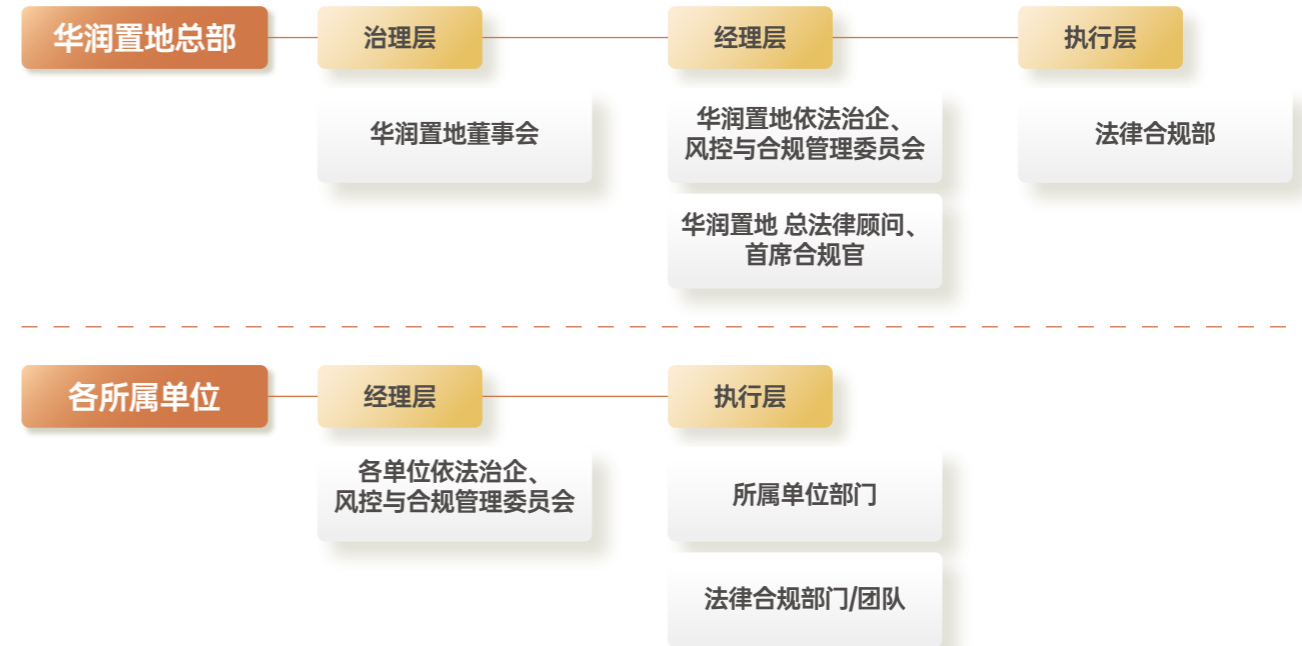 华润置地总部
治理层
经理层
执行层
华润置地董事会
华润置地依法治企、
风控与合规管理委员会
法律合规部
华润置地 总法律顾问、
首席合规官
各所属单位
经理层
执行层
各单位依法治企、
风控与合规管理委员会
所属单位部门
法律合规部门/团队